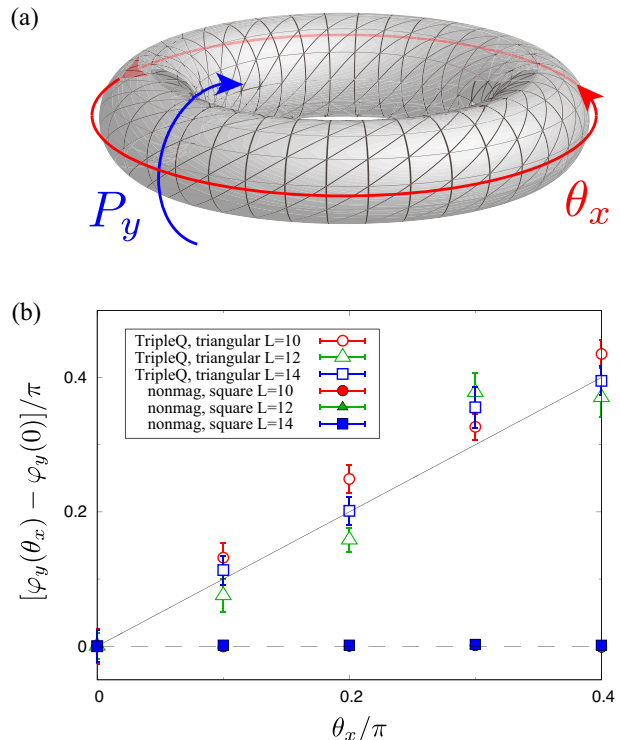 (a)
P_y
θ_x
(b)
TripleQ, triangular L=10
TripleQ, triangular L=12
TripleQ, triangular L=14
nonmag, square L=10
nonmag, square L=12
nonmag, square L=14
[φ_y(θ_x) − φ_y(0)]/π
0.4
0.2
0
0 0.2 0.4
θ_x/π